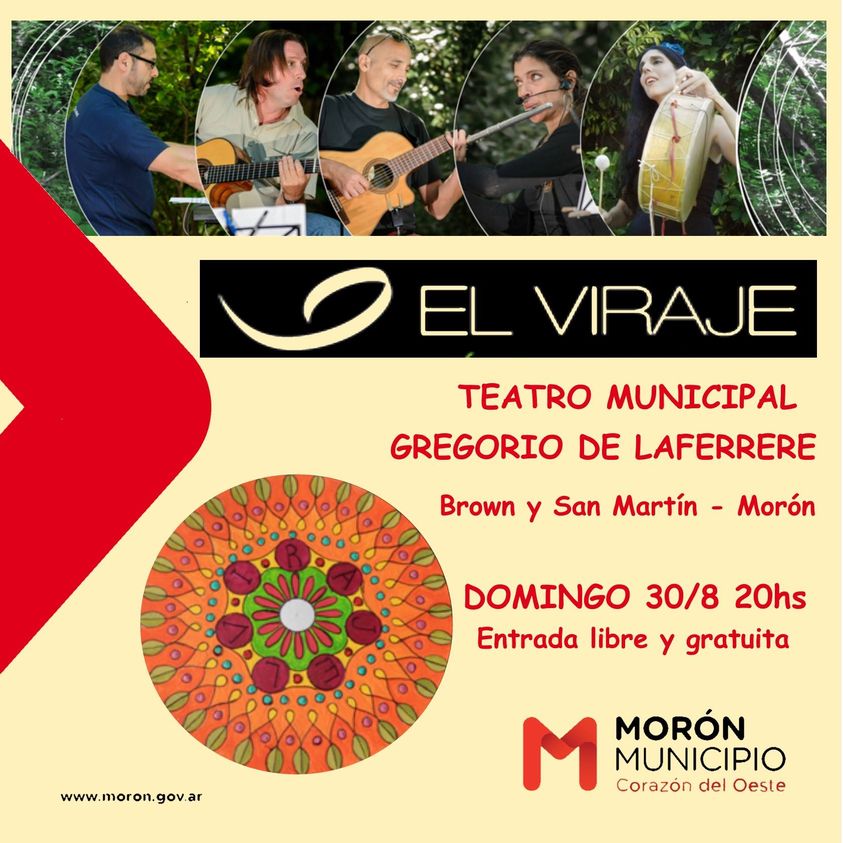 EL VIRAJE
TEATRO MUNICIPAL
GREGORIO DE LAFERRERE
Brown y San Martín - Morón
DOMINGO 30/8 20hs
Entrada libre y gratuita
ELVIRAJE
MORÓN
MUNICIPIO
Corazón del Oeste
www.moron.gov.ar